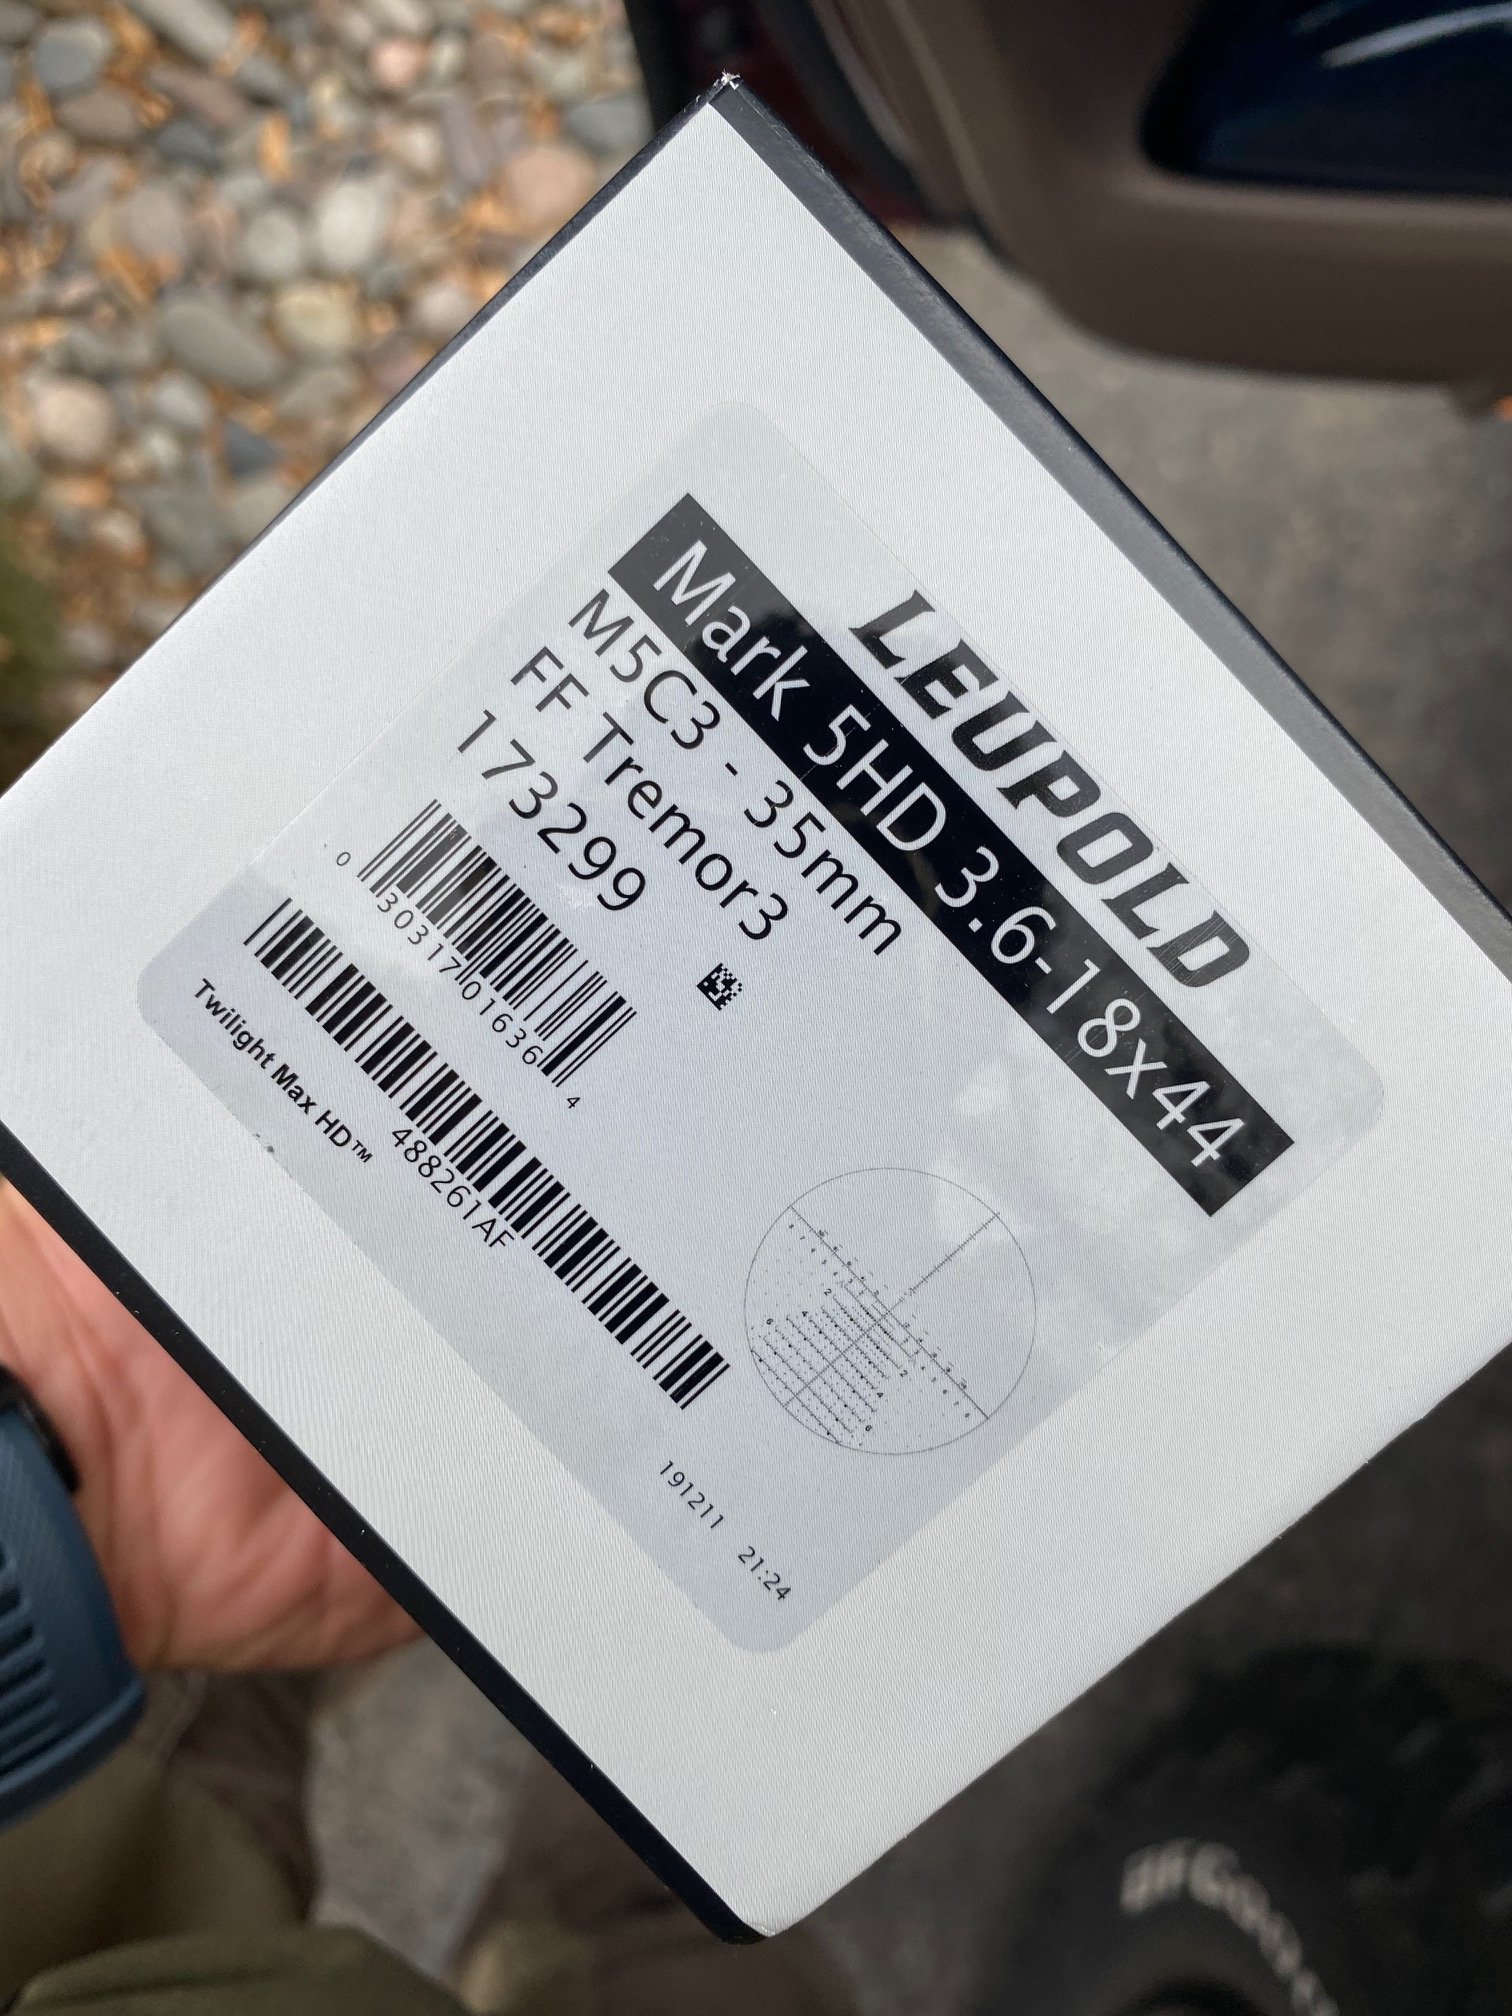 LEUPOLD
Mark 5HD 3.6-18x44
M5C3 - 35mm
FF Tremor3
173299
0 30317 01636 4
488261AF
Twilight Max HD™
191211 21:24